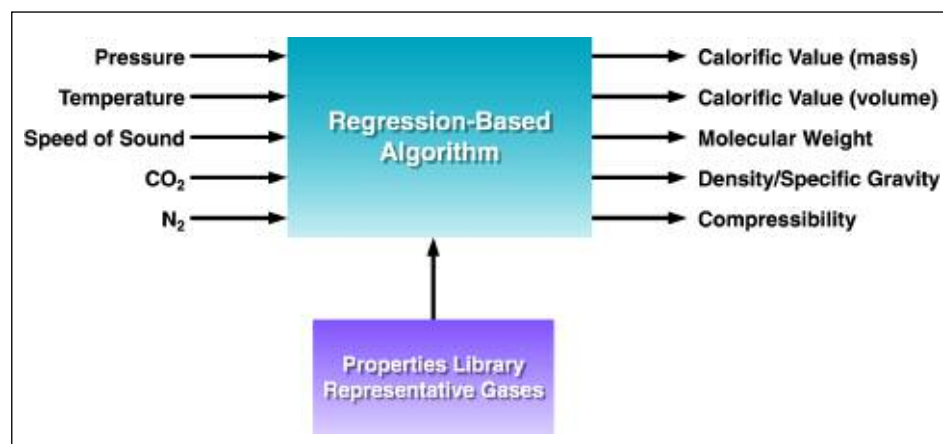 Pressure
Temperature
Speed of Sound
CO₂
N₂
Regression-Based
Algorithm
Calorific Value (mass)
Calorific Value (volume)
Molecular Weight
Density/Specific Gravity
Compressibility
Properties Library
Representative Gases